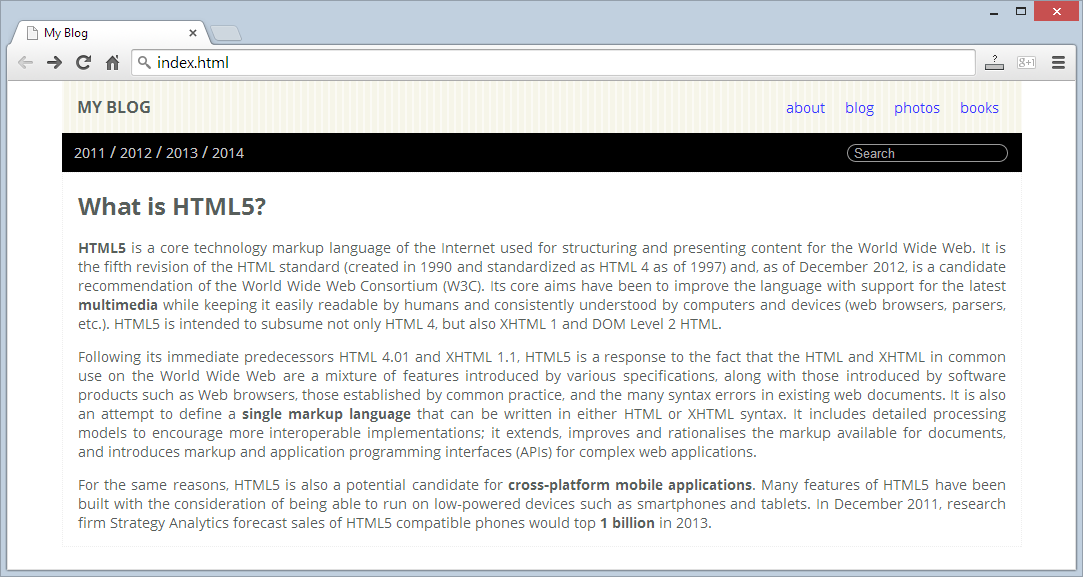 My Blog
index.html
?
g+1
MY BLOG
about blog photos books
2011 / 2012 / 2013 / 2014
Search
What is HTML5?
HTML5 is a core technology markup language of the Internet used for structuring and presenting content for the World Wide Web. It is
the fifth revision of the HTML standard (created in 1990 and standardized as HTML 4 as of 1997) and, as of December 2012, is a candidate
recommendation of the World Wide Web Consortium (W3C). Its core aims have been to improve the language with support for the latest
multimedia while keeping it easily readable by humans and consistently understood by computers and devices (web browsers, parsers,
etc.). HTML5 is intended to subsume not only HTML 4, but also XHTML 1 and DOM Level 2 HTML.
Following its immediate predecessors HTML 4.01 and XHTML 1.1, HTML5 is a response to the fact that the HTML and XHTML in common
use on the World Wide Web are a mixture of features introduced by various specifications, along with those introduced by software
products such as Web browsers, those established by common practice, and the many syntax errors in existing web documents. It is also
an attempt to define a single markup language that can be written in either HTML or XHTML syntax. It includes detailed processing
models to encourage more interoperable implementations; it extends, improves and rationalises the markup available for documents,
and introduces markup and application programming interfaces (APIs) for complex web applications.
For the same reasons, HTML5 is also a potential candidate for cross-platform mobile applications. Many features of HTML5 have been
built with the consideration of being able to run on low-powered devices such as smartphones and tablets. In December 2011, research
firm Strategy Analytics forecast sales of HTML5 compatible phones would top 1 billion in 2013.